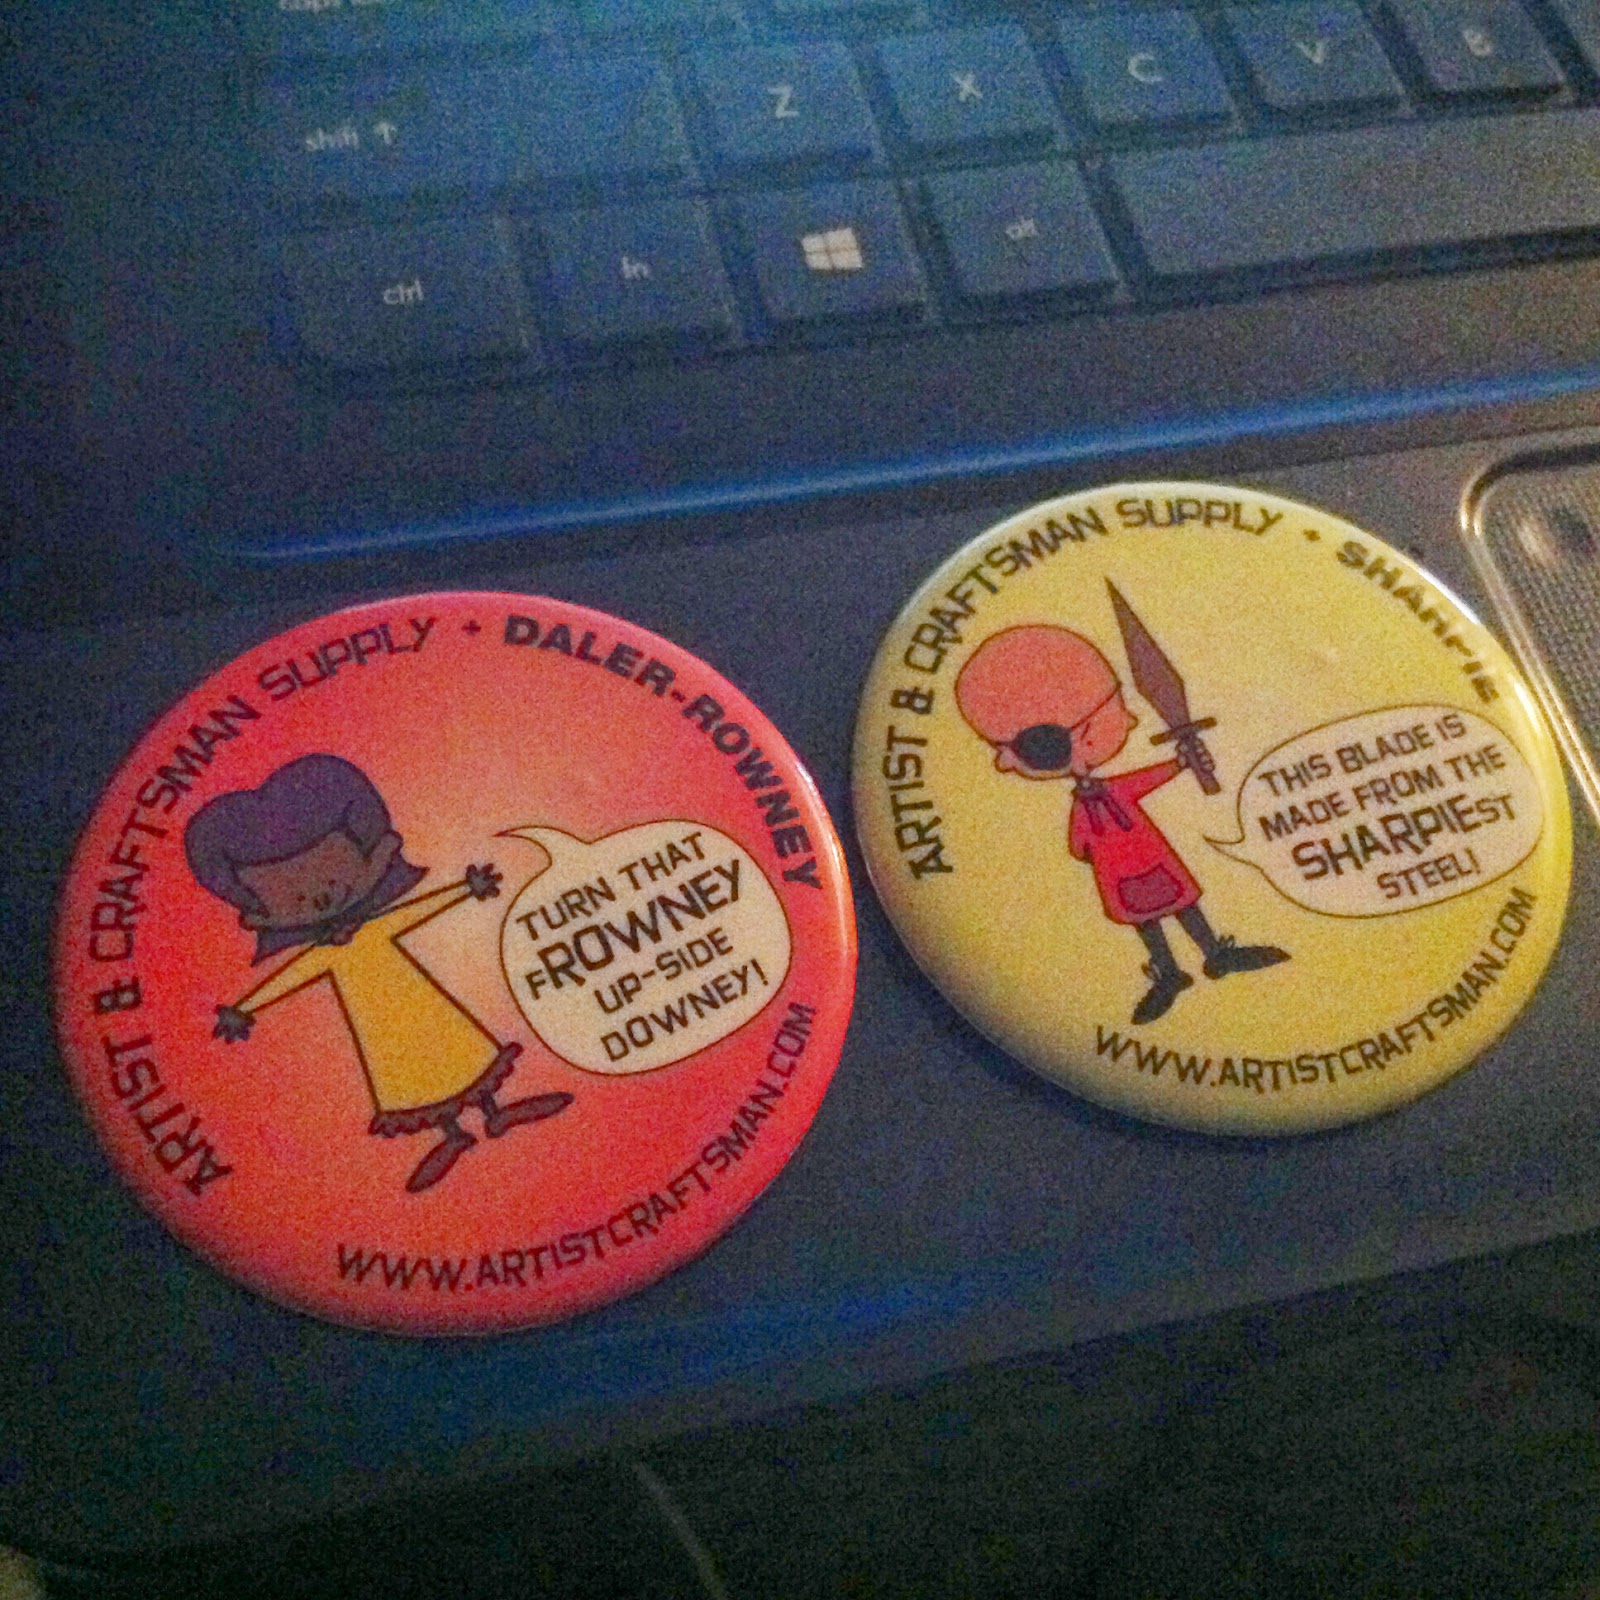 shift ↑
Z
X
C
V
B
ctrl
fn
alt
ARTIST & CRAFTSMAN SUPPLY • DALER-ROWNEY
TURN THAT
fROWNEY
UP-SIDE
DOWNEY!
WWW.ARTISTCRAFTSMAN.COM
ARTIST & CRAFTSMAN SUPPLY • SHARPIE
THIS BLADE IS
MADE FROM THE
SHARPIEST
STEEL!
WWW.ARTISTCRAFTSMAN.COM